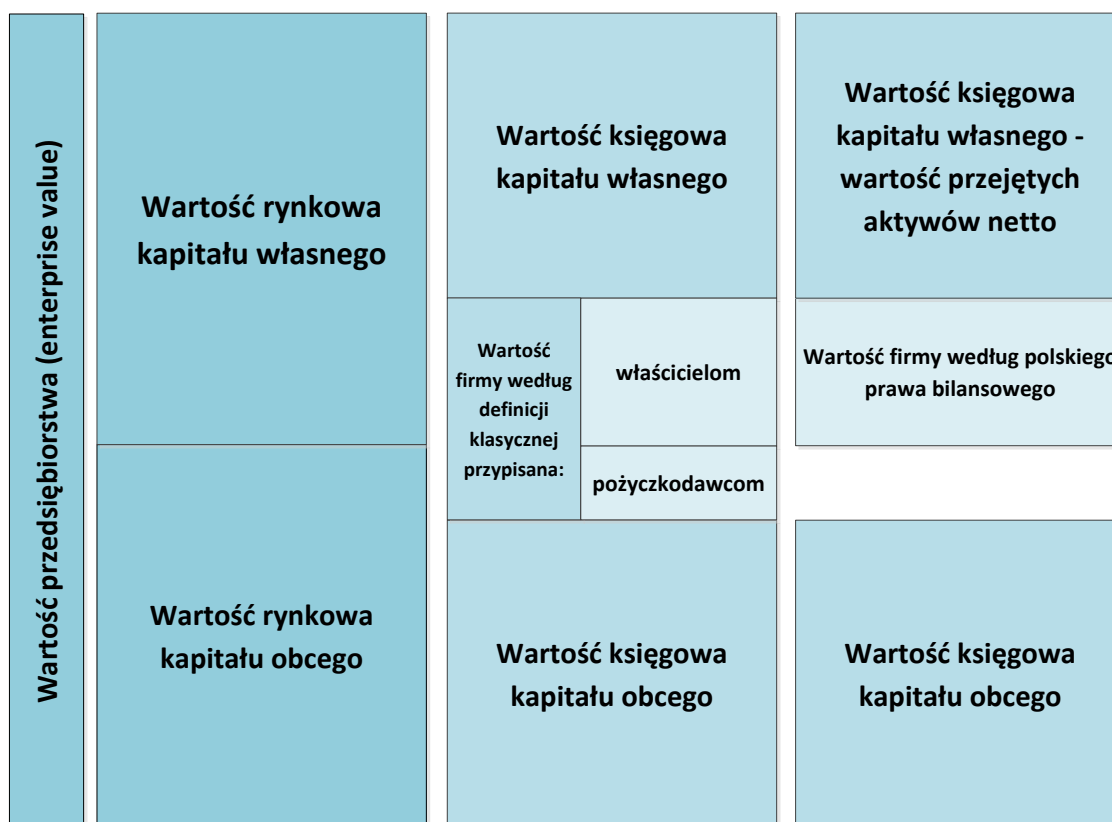 Wartość przedsiębiorstwa (enterprise value)
Wartość rynkowa
kapitału własnego
Wartość rynkowa
kapitału obcego
Wartość księgowa
kapitału własnego
Wartość
firmy według
definicji
klasycznej
przypisana:
właścicielom
pożyczkodawcom
Wartość księgowa
kapitału obcego
Wartość księgowa
kapitału własnego -
wartość przejętych
aktywów netto
Wartość firmy według polskiego
prawa bilansowego
Wartość księgowa
kapitału obcego